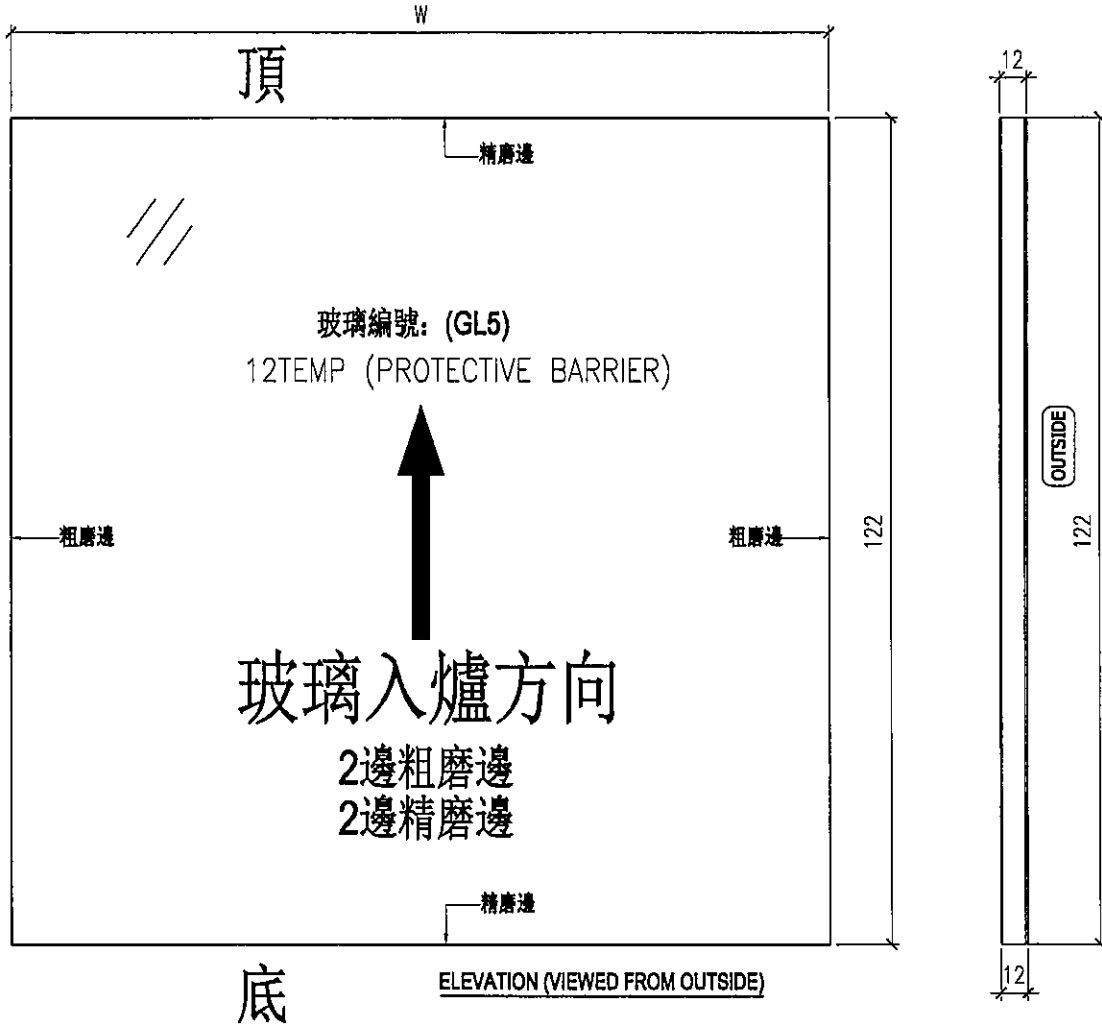 W
頂
12
精磨邊
玻璃編號：(GL5)
12TEMP (PROTECTIVE BARRIER)
OUTSIDE
粗磨邊
粗磨邊
122
122
玻璃入爐方向
2邊粗磨邊
2邊精磨邊
精磨邊
底
ELEVATION (VIEWED FROM OUTSIDE)
12